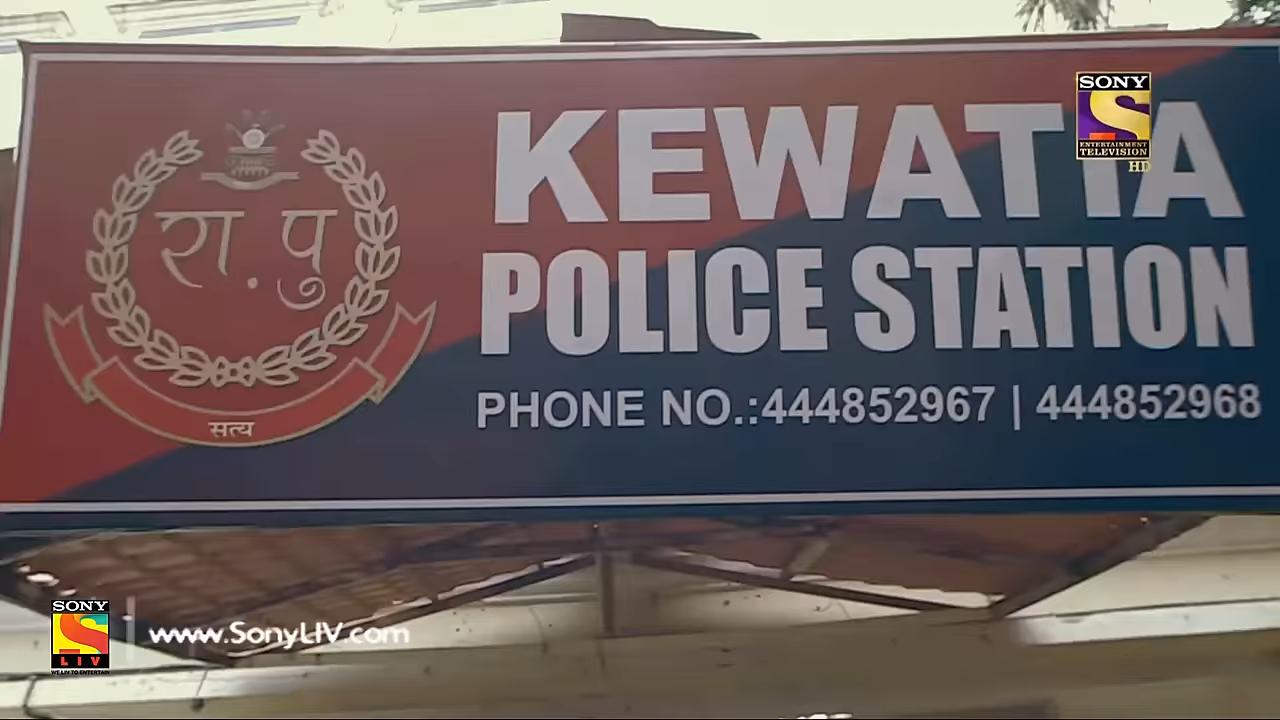 KEWATTA
POLICE STATION
PHONE NO.:444852967 | 444852968
रा.पु
सत्य
SONY
ENTERTAINMENT
TELEVISION
HD
SONY
LIV
WE LIV TO ENTERTAIN
www.SonyLIV.com